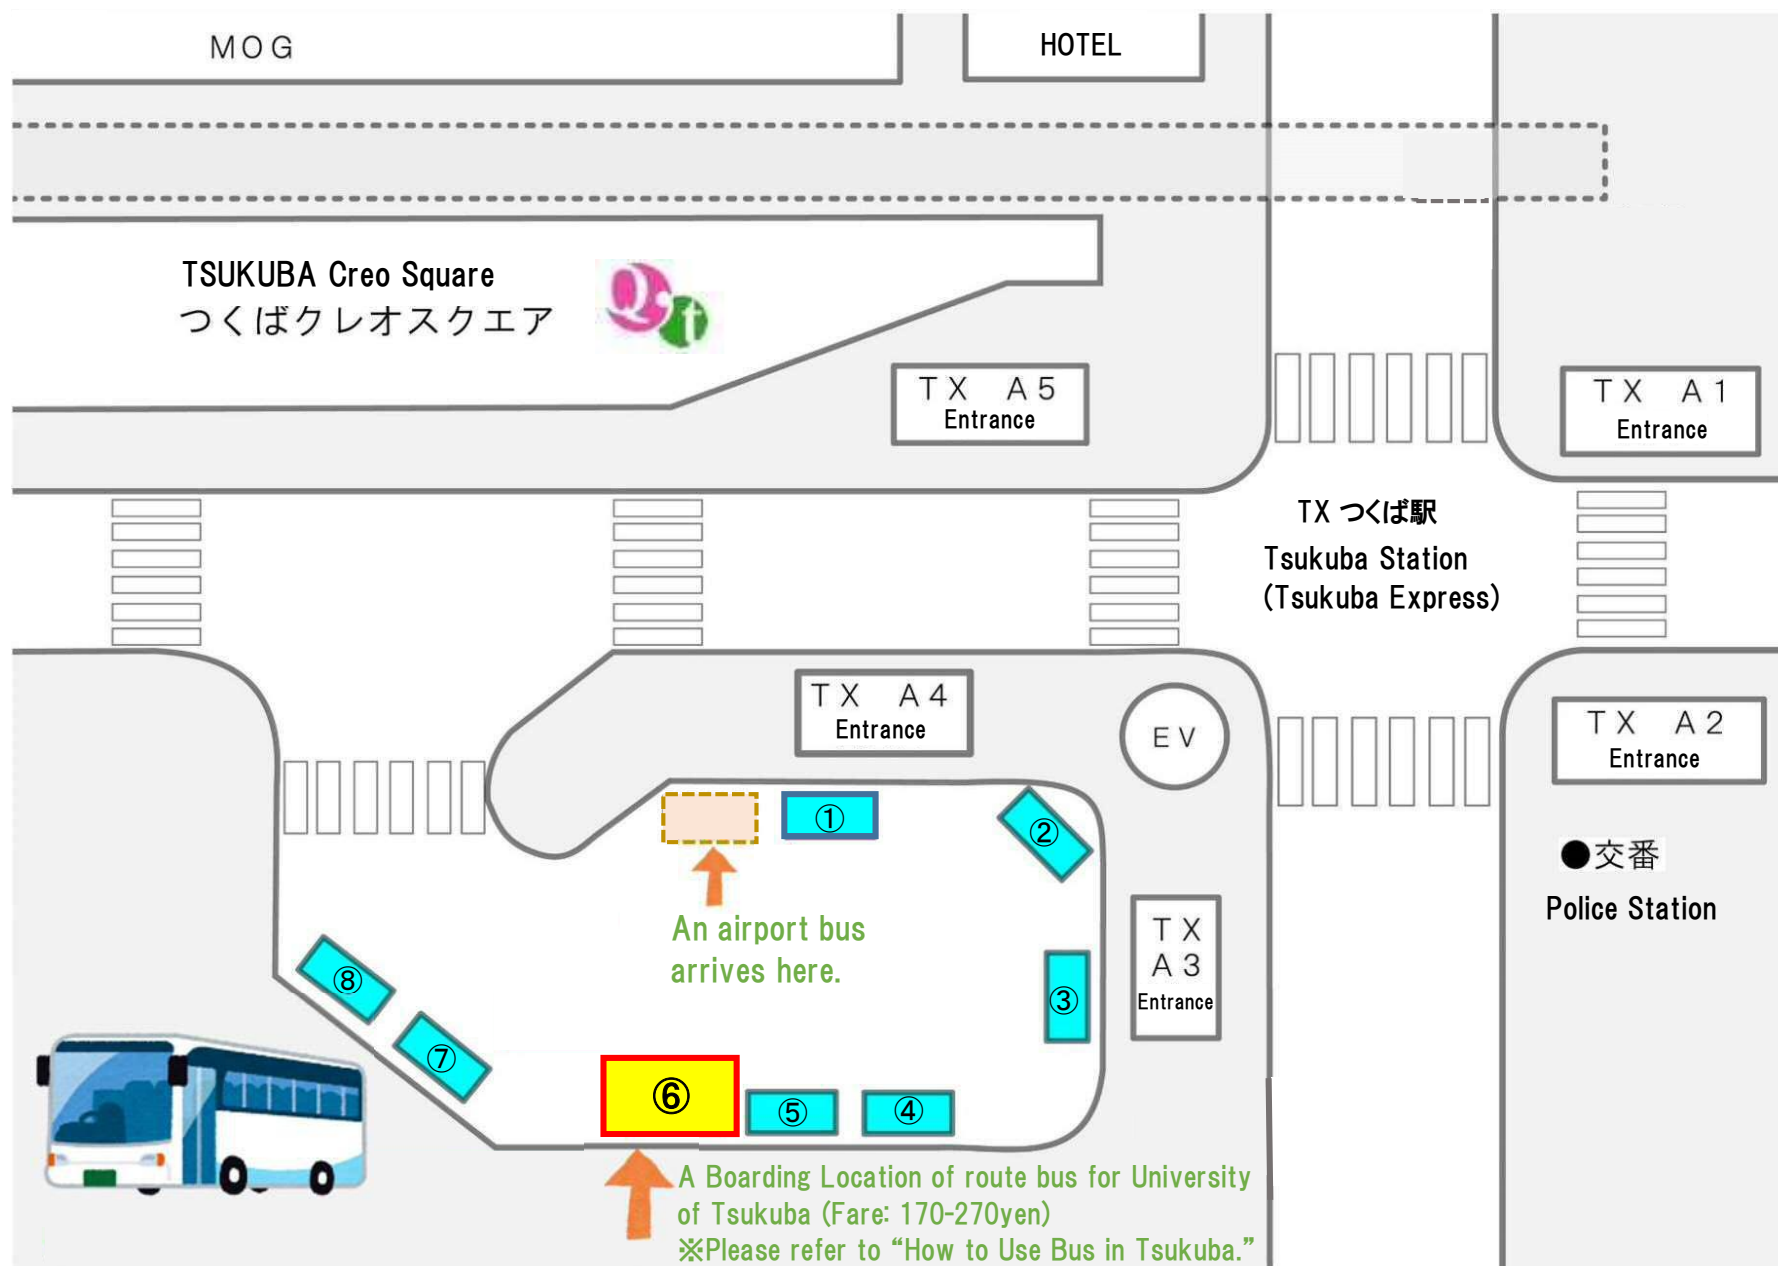 MOG
HOTEL
TSUKUBA Creo Square
つくばクレオスクエア
Q't
TX A5
Entrance
TX A1
Entrance
TX つくば駅
Tsukuba Station
(Tsukuba Express)
TX A4
Entrance
EV
TX A2
Entrance
①
②
●交番
Police Station
An airport bus
arrives here.
TX
A3
Entrance
⑧
③
⑦
⑥
⑤
④
A Boarding Location of route bus for University
of Tsukuba (Fare: 170-270yen)
※Please refer to “How to Use Bus in Tsukuba.”